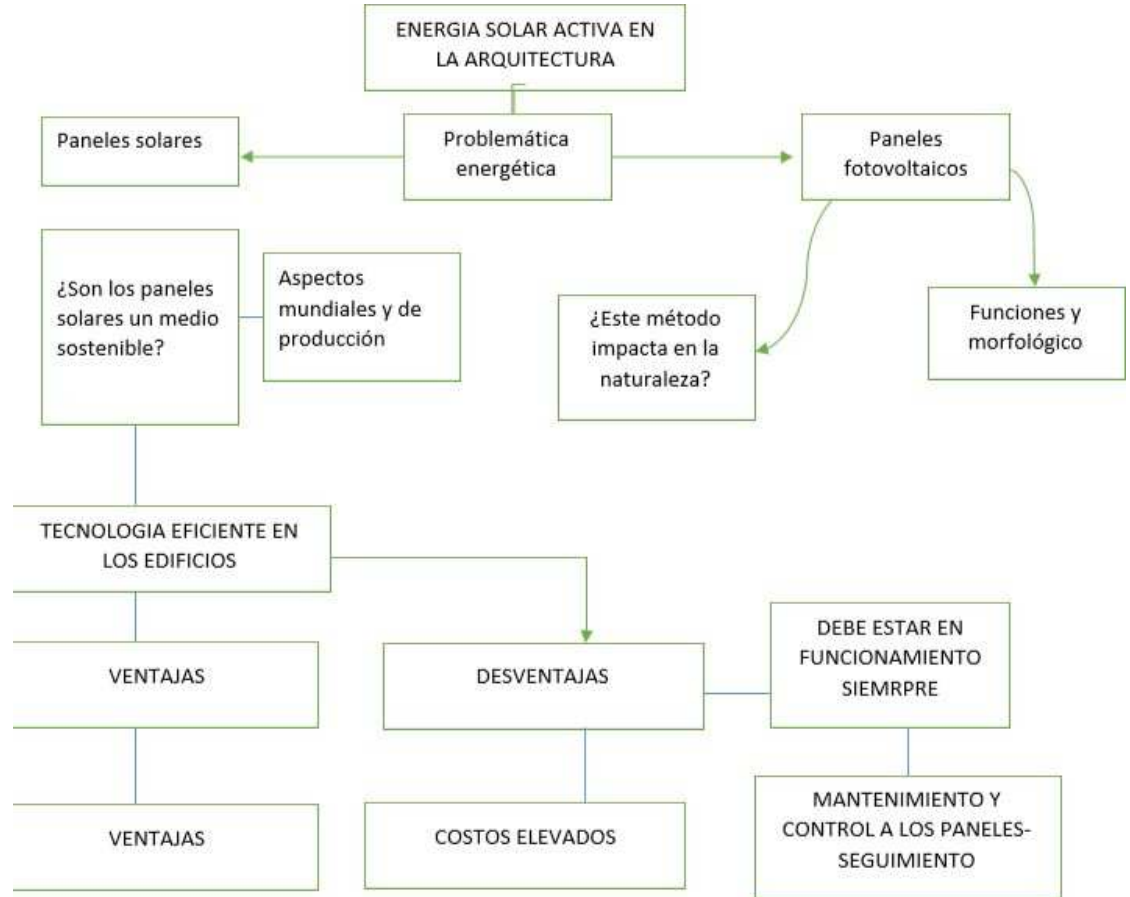 ENERGIA SOLAR ACTIVA EN
LA ARQUITECTURA
Paneles solares
Problemática
energética
Paneles
fotovoltaicos
¿Son los paneles
solares un medio
sostenible?
Aspectos
mundiales y de
producción
¿Este método
impacta en la
naturaleza?
Funciones y
morfológico
TECNOLOGIA EFICIENTE EN
LOS EDIFICIOS
VENTAJAS
DESVENTAJAS
DEBE ESTAR EN
FUNCIONAMIENTO
SIEMRPRE
VENTAJAS
COSTOS ELEVADOS
MANTENIMIENTO Y
CONTROL A LOS PANELES-
SEGUIMIENTO